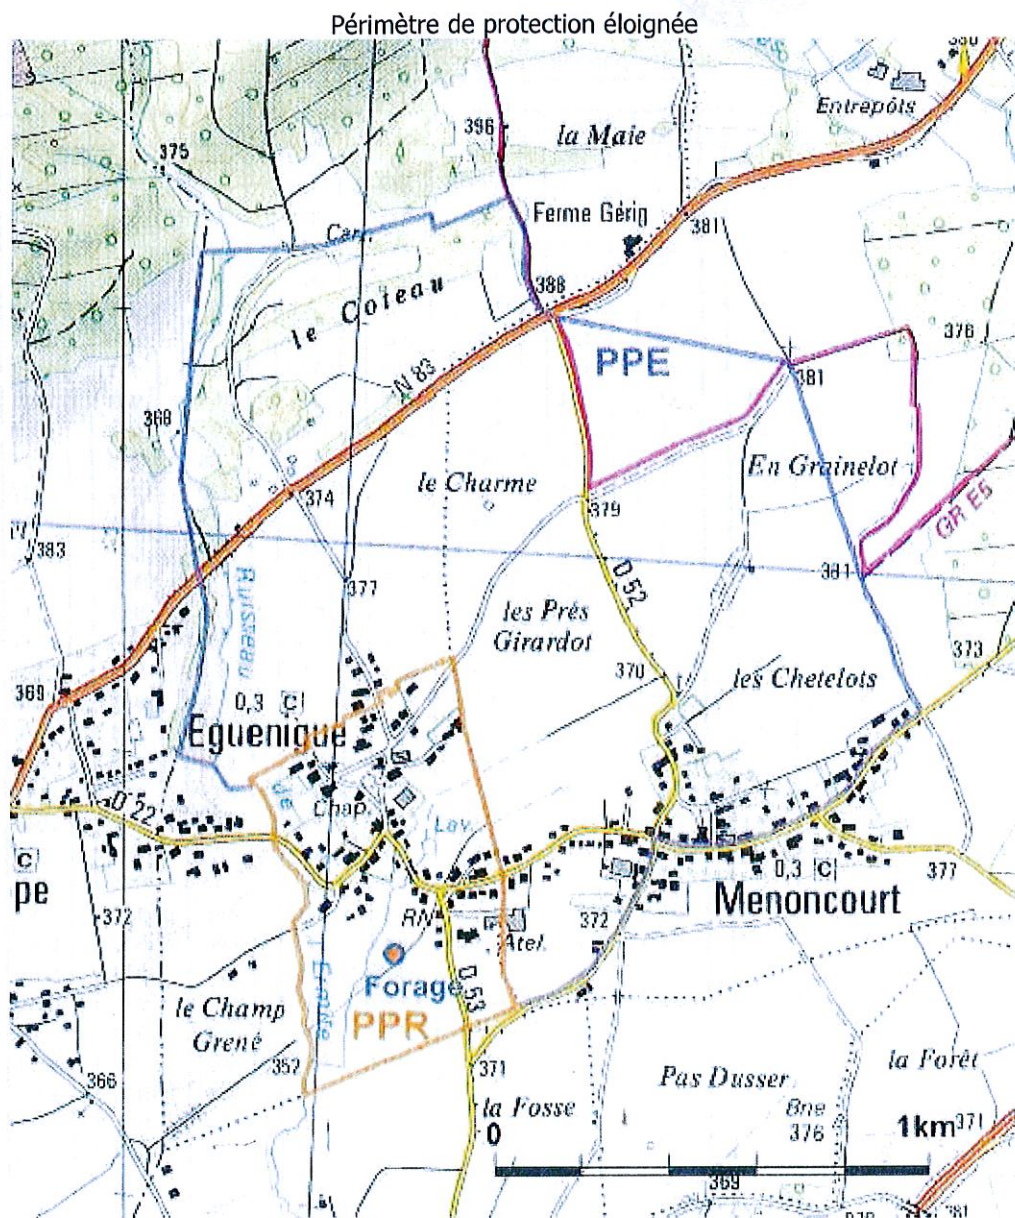 Périmètre de protection éloignée
Entrepôts
396
la Maie
375
Ferme Gérig
381
Car.
388
le Coteau
PPE
376
N 83
381
368
En Grainelot
le Charme
374
379
GR E5
383
381
377
D 52
Ruisseau
les Prés
Girardot
373
370
les Chetelots
369
0,3 C
Eguenigue
Chap.
D 22
Lav.
C
0,3 C
377
pe
Menoncourt
372
RN
372
Atel.
Forage
D 53
le Champ
Grené
PPR
352
371
la Forêt
366
Pas Dusser
la Fosse
Bne
376
0
1km
371
369
381